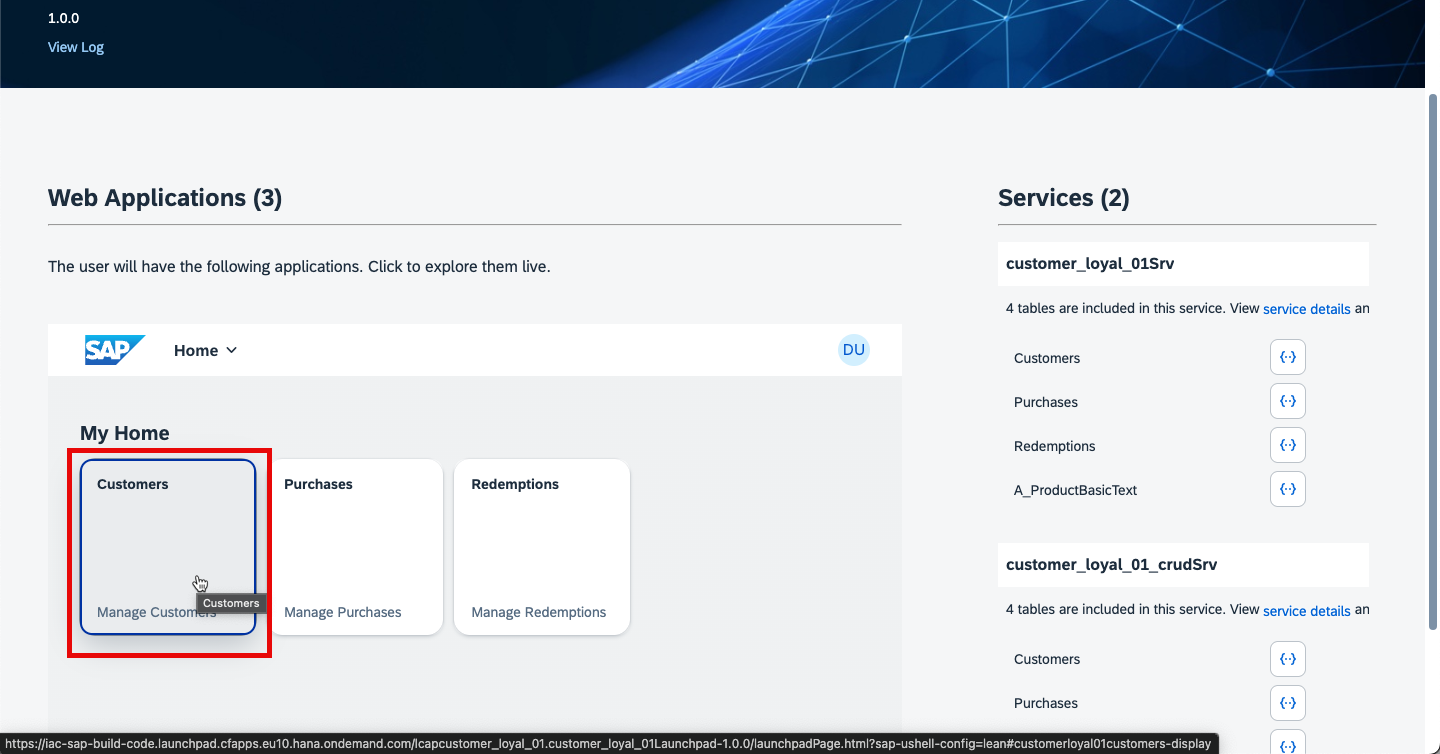 1.0.0
View Log
Web Applications (3)
The user will have the following applications. Click to explore them live.
SAP
Home
DU
My Home
Customers
Manage Customers
Customers
Purchases
Manage Purchases
Redemptions
Manage Redemptions
Services (2)
customer_loyal_01Srv
4 tables are included in this service. View service details an
Customers
Purchases
Redemptions
A_ProductBasicText
customer_loyal_01_crudSrv
4 tables are included in this service. View service details an
Customers
Purchases
https://iac-sap-build-code.launchpad.cfapps.eu10.hana.ondemand.com/lcapcustomer_loyal_01.customer_loyal_01Launchpad-1.0.0/launchpadPage.html?sap-ushell-config=lean#customerloyal01customers-display